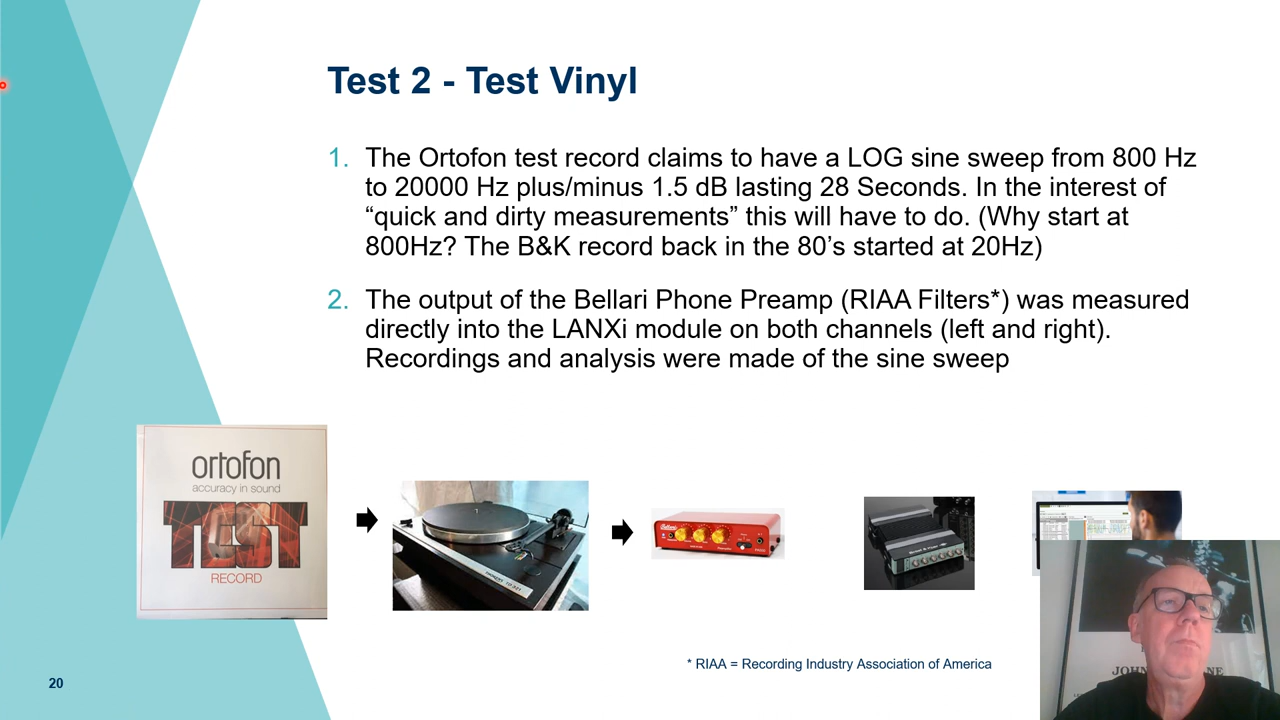 Test 2 - Test Vinyl
1. The Ortofon test record claims to have a LOG sine sweep from 800 Hz
to 20000 Hz plus/minus 1.5 dB lasting 28 Seconds. In the interest of
“quick and dirty measurements” this will have to do. (Why start at
800Hz? The B&K record back in the 80’s started at 20Hz)
2. The output of the Bellari Phone Preamp (RIAA Filters*) was measured
directly into the LANXi module on both channels (left and right).
Recordings and analysis were made of the sine sweep
ortofon
accuracy in sound
TEST
RECORD
* RIAA = Recording Industry Association of America
20